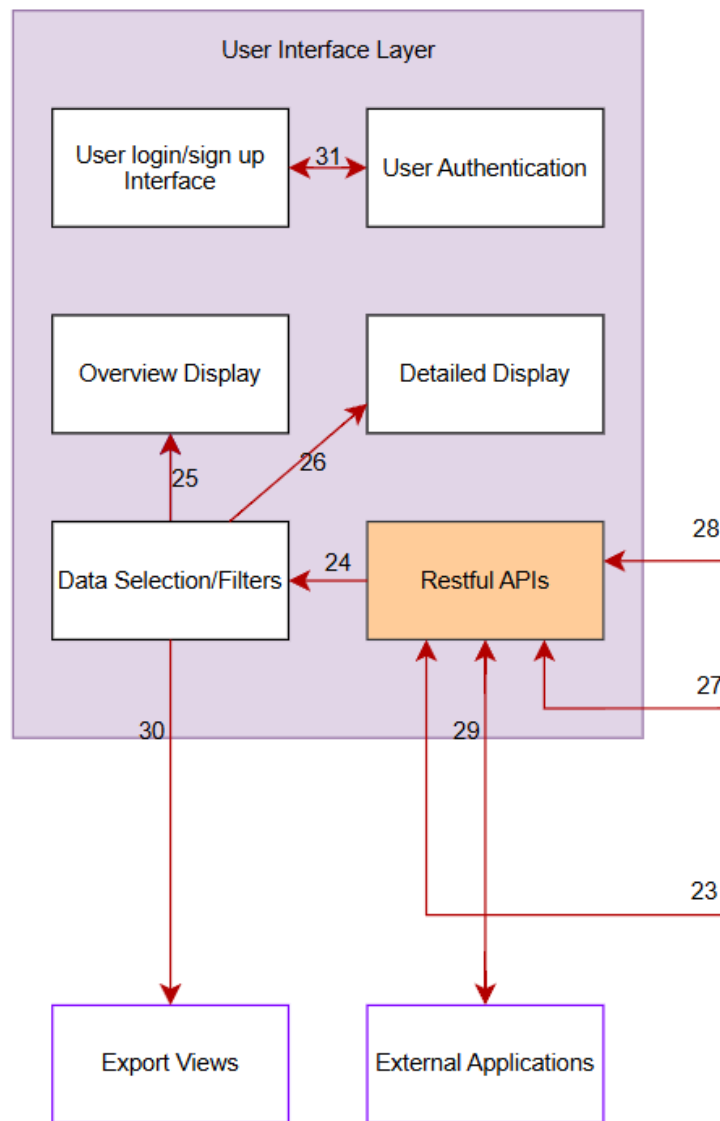 User Interface Layer
User login/sign up
Interface
31
User Authentication
Overview Display
Detailed Display
25
26
Data Selection/Filters
24
Restful APIs
28
27
30
29
23
Export Views
External Applications